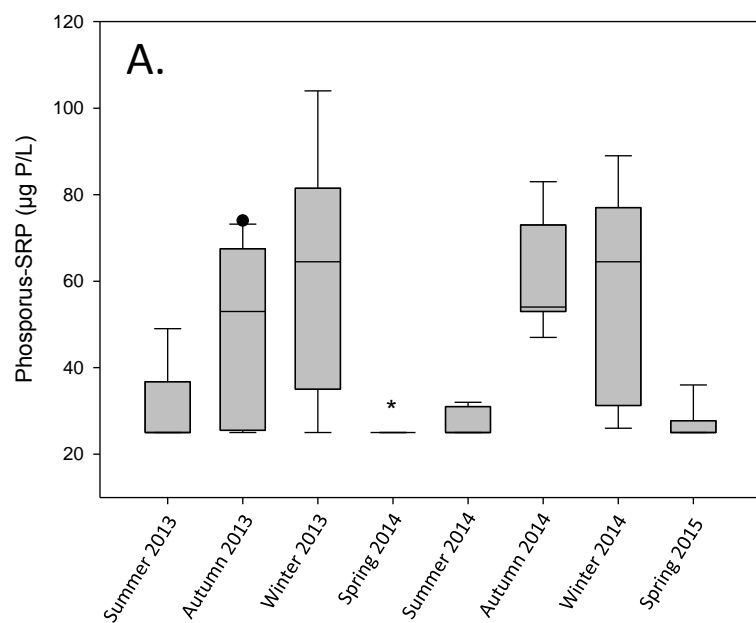 A.
Phosporus-SRP (µg P/L)
120
100
80
60
40
20
*
Summer 2013
Autumn 2013
Winter 2013
Spring 2014
Summer 2014
Autumn 2014
Winter 2014
Spring 2015